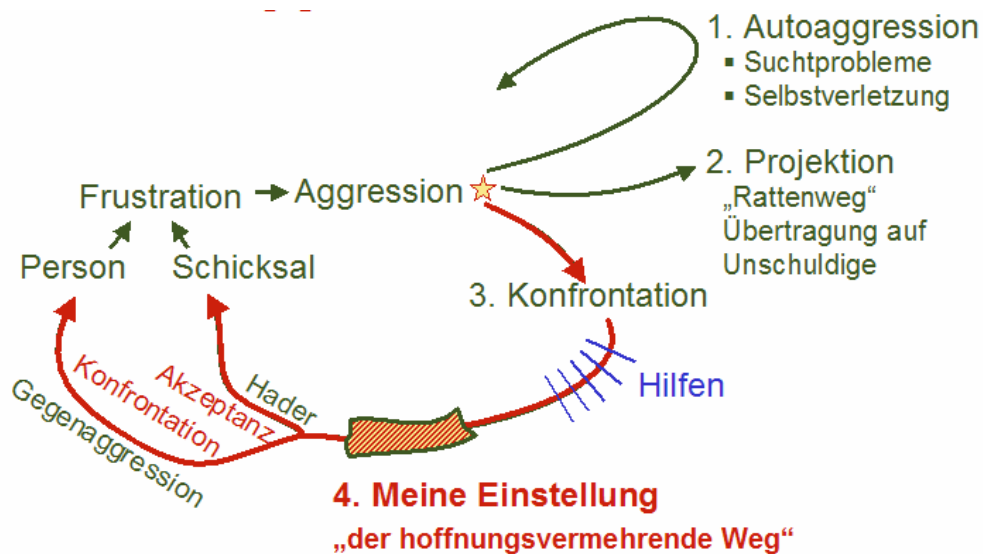 1. Autoaggression
▪ Suchtprobleme
▪ Selbstverletzung
2. Projektion
„Rattenweg“
Übertragung auf
Unschuldige
Frustration
Aggression
Person
Schicksal
3. Konfrontation
Hilfen
Hader
Akzeptanz
Konfrontation
Gegenaggression
4. Meine Einstellung
„der hoffnungsvermehrende Weg“